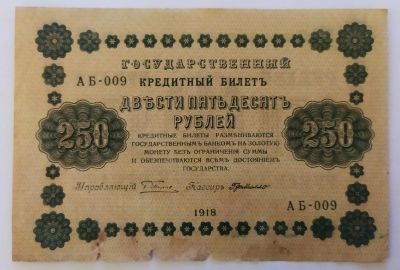 ГОСУДАРСТВЕННЫЙ
АБ-009 КРЕДИТНЫЙ БИЛЕТЪ
ДВѢСТИ ПЯТЬДЕСЯТЪ
РУБЛЕЙ
250 250
КРЕДИТНЫЕ БИЛЕТЫ РАЗМѢНИВАЮТСЯ
ГОСУДАРСТВЕННЫМЪ БАНКОМЪ НА ЗОЛОТУЮ
МОНЕТУ БЕЗЪ ОГРАНИЧЕНІЯ СУММЫ
И ОБЕЗПЕЧИВАЮТСЯ ВСѢМЪ ДОСТОЯНІЕМЪ
ГОСУДАРСТВА.
Управляющій Кассиръ
АБ-009
1918